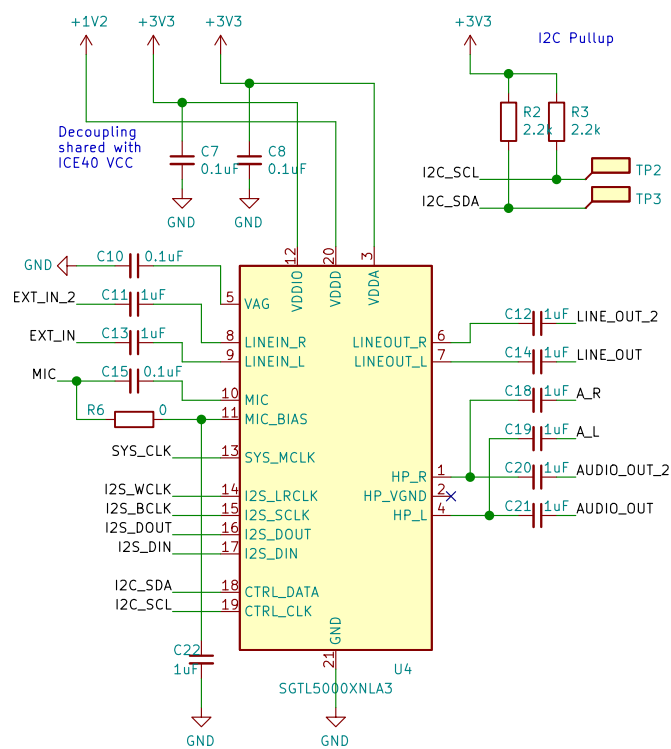 +1V2
+3V3
+3V3
+3V3
I2C Pullup
Decoupling
shared with
ICE40 VCC
C7
0.1uF
C8
0.1uF
R2
2.2k
R3
2.2k
I2C_SCL
TP2
I2C_SDA
TP3
GND
GND
GND
C10
0.1uF
EXT_IN_2
C11
1uF
EXT_IN
C13
1uF
MIC
C15
0.1uF
R6
0
SYS_CLK
I2S_WCLK
I2S_BCLK
I2S_DOUT
I2S_DIN
I2C_SDA
I2C_SCL
12
20
3
VDDIO
VDDD
VDDA
5
VAG
8
LINEIN_R
9
LINEIN_L
10
MIC
11
MIC_BIAS
13
SYS_MCLK
14
I2S_LRCLK
15
I2S_SCLK
16
I2S_DOUT
17
I2S_DIN
18
CTRL_DATA
19
CTRL_CLK
LINEOUT_R
6
LINEOUT_L
7
HP_R
1
HP_VGND
2
HP_L
4
C12
1uF
LINE_OUT_2
C14
1uF
LINE_OUT
C18
1uF
A_R
C19
1uF
A_L
C20
1uF
AUDIO_OUT_2
C21
1uF
AUDIO_OUT
GND
21
C22
1uF
U4
SGTL5000XNLA3
GND
GND